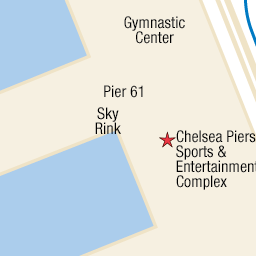 Gymnastic
Center
Pier 61
Sky
Rink
Chelsea Piers
Sports &
Entertainment
Complex